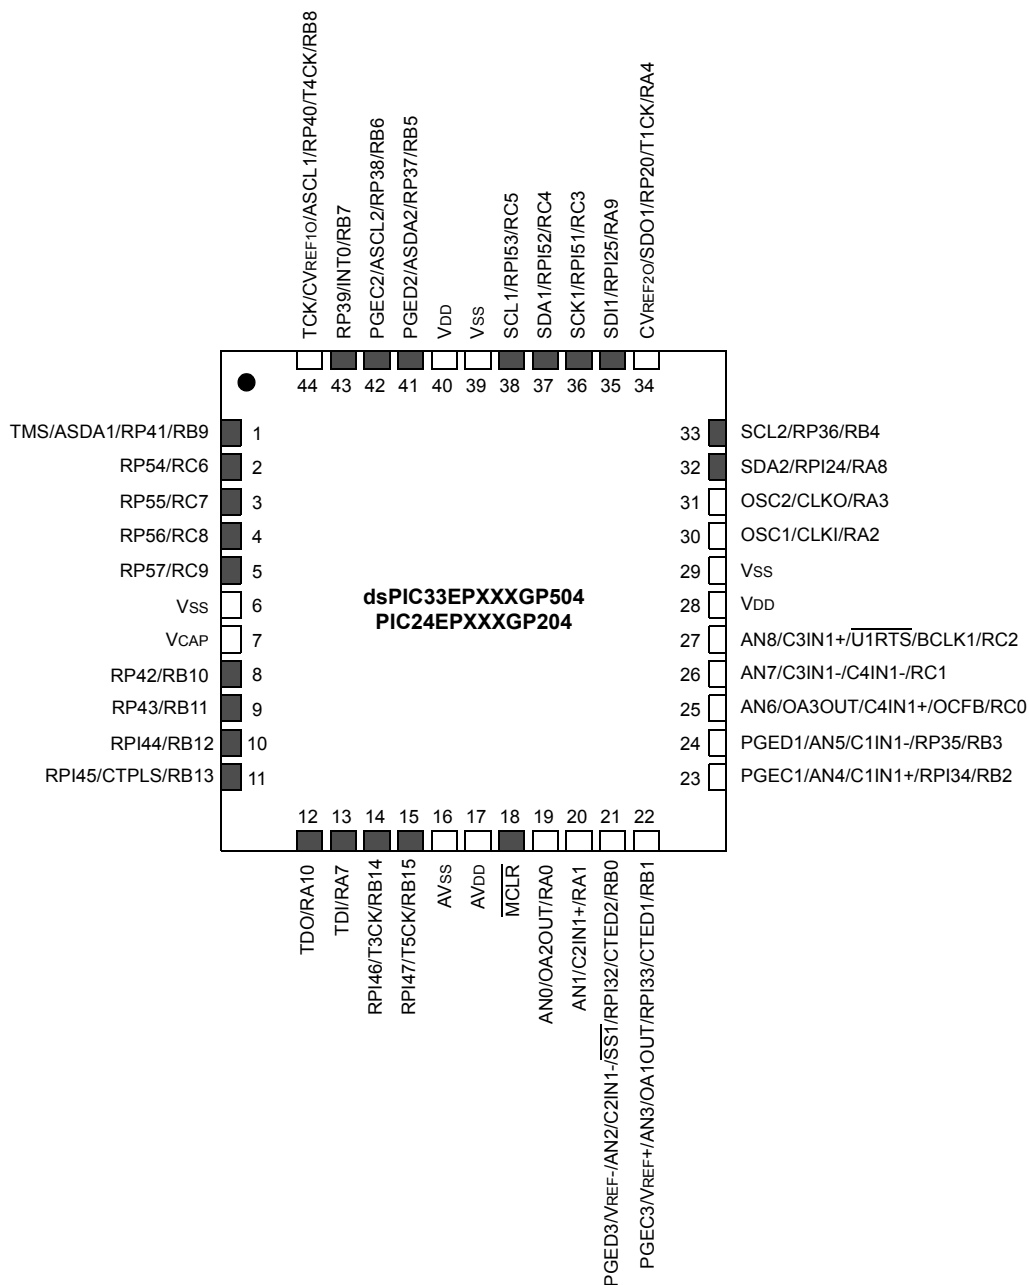 TCK/CVREF1O/ASCL1/RP40/T4CK/RB8
RP39/INT0/RB7
PGEC2/ASCL2/RP38/RB6
PGED2/ASDA2/RP37/RB5
VDD
VSS
SCL1/RPI53/RC5
SDA1/RPI52/RC4
SCK1/RPI51/RC3
SDI1/RPI25/RA9
CVREF2O/SDO1/RP20/T1CK/RA4
44 43 42 41 40 39 38 37 36 35 34
TMS/ASDA1/RP41/RB9 1
RP54/RC6 2
RP55/RC7 3
RP56/RC8 4
RP57/RC9 5
VSS 6
VCAP 7
RP42/RB10 8
RP43/RB11 9
RPI44/RB12 10
RPI45/CTPLS/RB13 11
dsPIC33EPXXXGP504
PIC24EPXXXGP204
33 SCL2/RP36/RB4
32 SDA2/RPI24/RA8
31 OSC2/CLKO/RA3
30 OSC1/CLKI/RA2
29 VSS
28 VDD
27 AN8/C3IN1+/U1RTS/BCLK1/RC2
26 AN7/C3IN1-/C4IN1-/RC1
25 AN6/OA3OUT/C4IN1+/OCFB/RC0
24 PGED1/AN5/C1IN1-/RP35/RB3
23 PGEC1/AN4/C1IN1+/RPI34/RB2
12 13 14 15 16 17 18 19 20 21 22
TDO/RA10
TDI/RA7
RPI46/T3CK/RB14
RPI47/T5CK/RB15
AVSS
AVDD
MCLR
AN0/OA2OUT/RA0
AN1/C2IN1+/RA1
PGED3/VREF-/AN2/C2IN1-/SS1/RPI32/CTED2/RB0
PGEC3/VREF+/AN3/OA1OUT/RPI33/CTED1/RB1